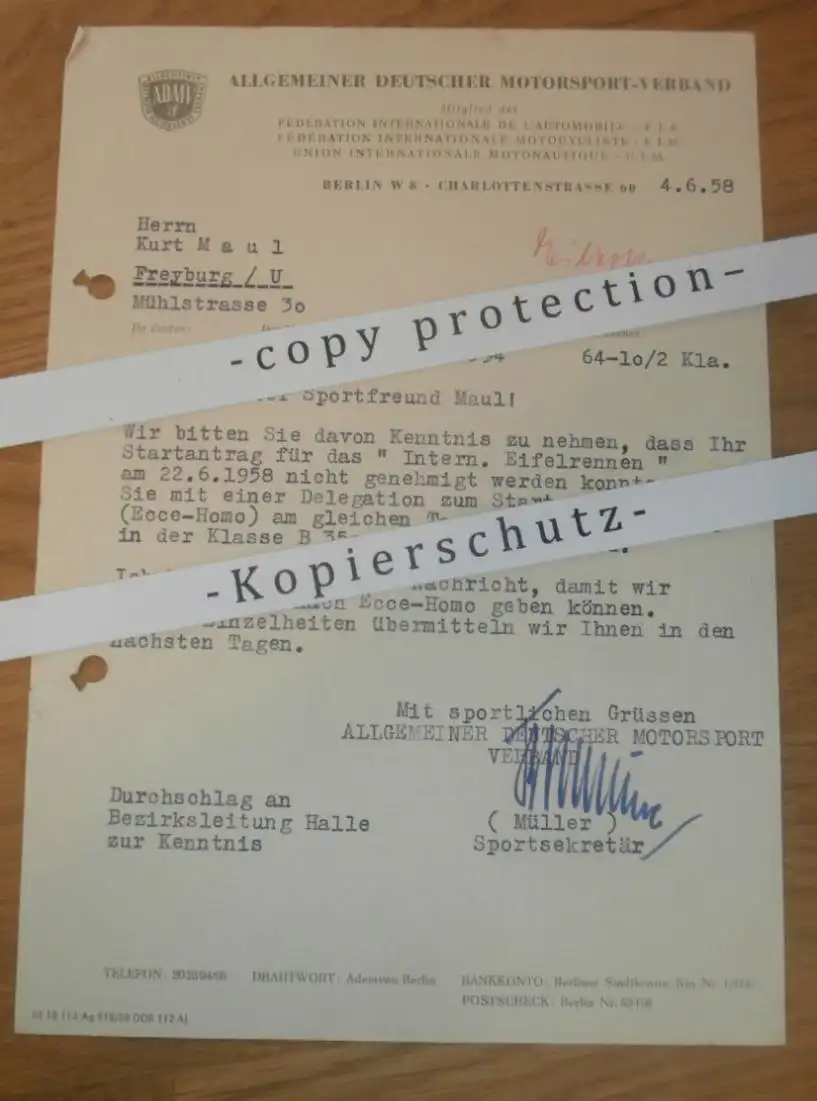 ADMV
ALLGEMEINER DEUTSCHER MOTORSPORT-VERBAND
Mitglied der
FÉDÉRATION INTERNATIONALE DE L'AUTOMOBILE - F.I.A.
FÉDÉRATION INTERNATIONALE MOTOCYCLISTE - F.I.M.
UNION INTERNATIONALE MOTONAUTIQUE - U.I.M.
BERLIN W 8 · CHARLOTTENSTRASSE 60 4.6.58
Herrn
Kurt M a u l
Freyburg / U
Mühlstrasse 3o
Ihr Zeichen:
-copy protection-
64-1o/2 Kla.
Sportfreund Maul!
Wir bitten Sie davon Kenntnis zu nehmen, dass Ihr
Startantrag für das " Intern. Eifelrennen "
am 22.6.1958 nicht genehmigt werden
Sie mit einer Delegation zum Start
(Ecce-Homo) am gleichen
in der Klasse B
-Kopierschutz-
damit wir
Ecce-Homo geben können.
übermitteln wir Ihnen in den
nächsten Tagen.
Mit sportlichen Grüssen
ALLGEMEINER DEUTSCHER MOTORSPORT
VERBAND
Durchschlag an
Bezirksleitung Halle
zur Kenntnis
( Müller )
Sportsekretär
TELEFON: DRAHTWORT: Berlin BANKKONTO: Berliner
POSTSCHECK: Berlin Nr.